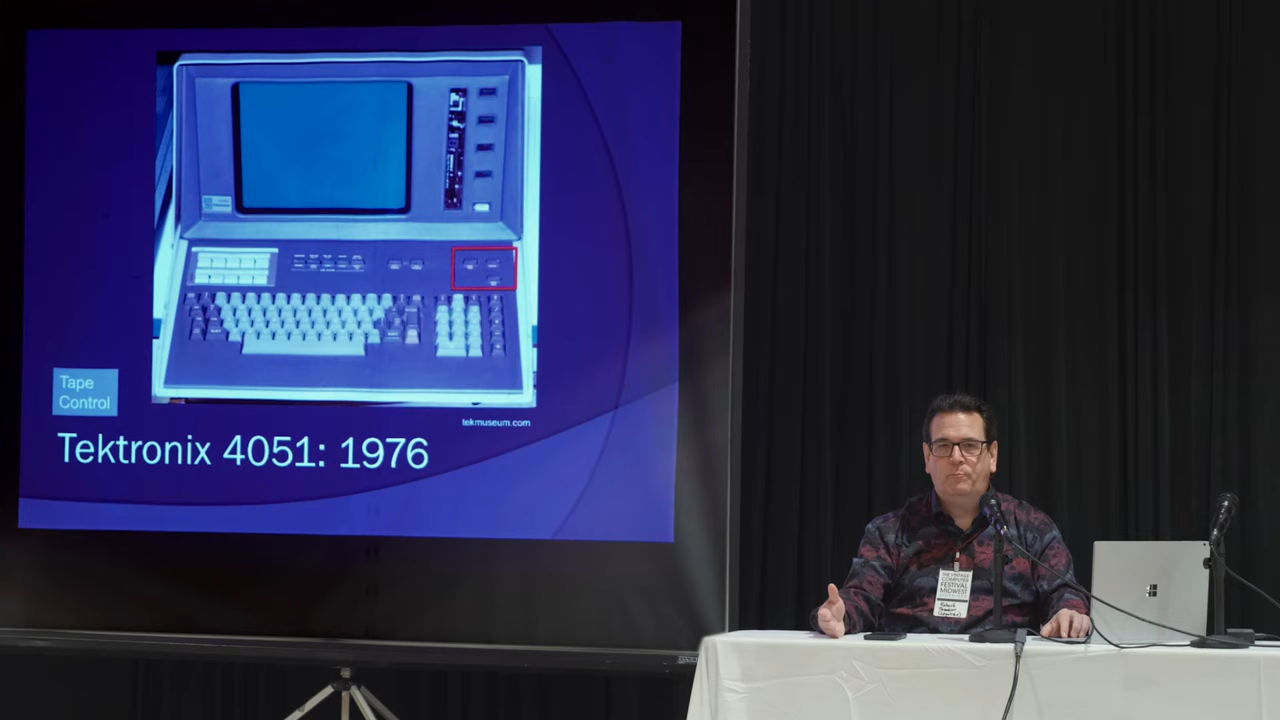 Tape
Control
tekmuseum.com
Tektronix 4051: 1976
THE VINTAGE
COMPUTER
FESTIVAL
MIDWEST